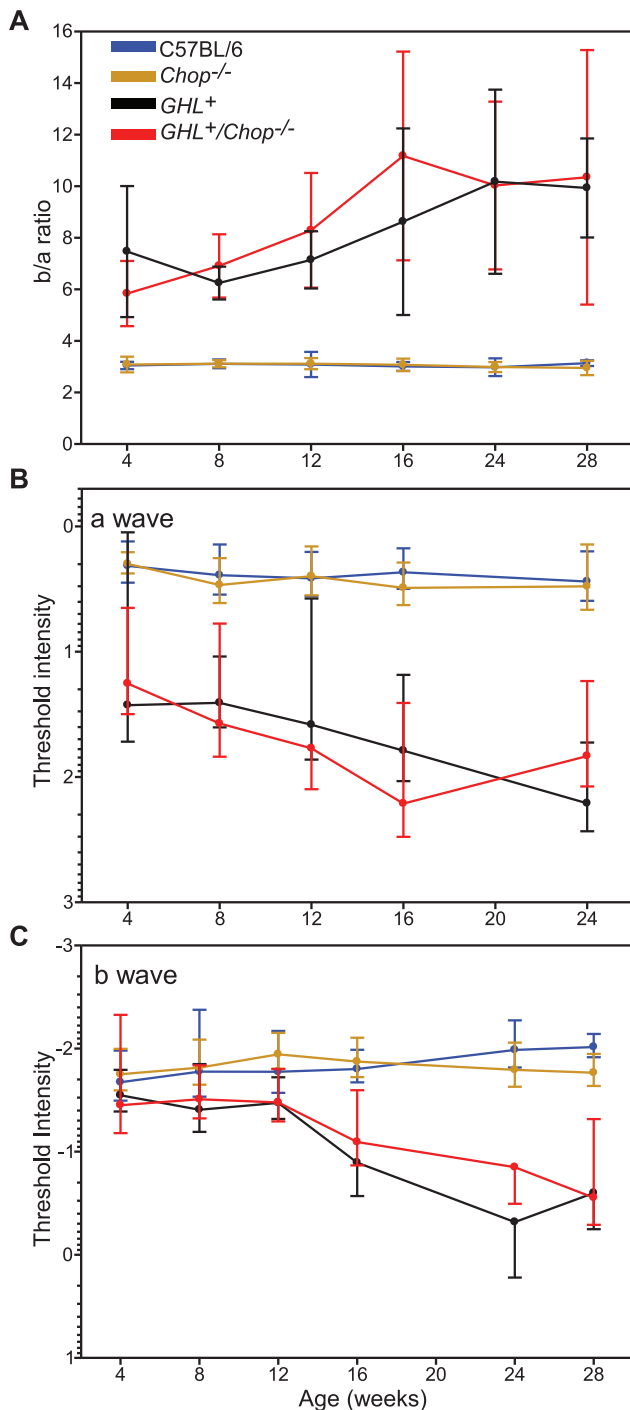 A
C57BL/6
Chop-/-
GHL+
GHL+/Chop-/-
b/a ratio
16
14
12
10
8
6
4
2
0
4 8 12 16 24 28
B
a wave
Threshold intensity
0
1
2
3
4 8 12 16 20 24
C
b wave
Threshold Intensity
-3
-2
-1
0
1
4 8 12 16 20 24 28
Age (weeks)